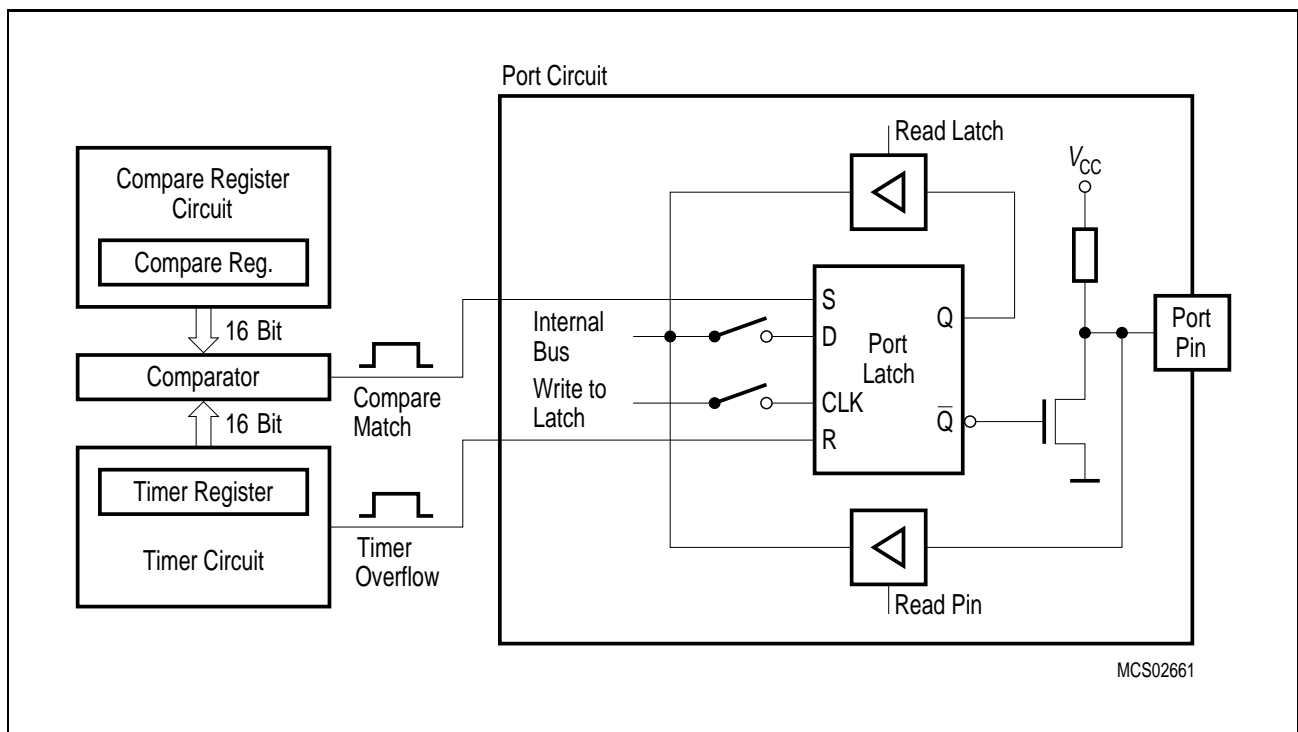 Port Circuit
Compare Register
Circuit
Compare Reg.
16 Bit
Comparator
16 Bit
Timer Register
Timer Circuit
Compare
Match
Timer
Overflow
Read Latch
VCC
Internal
Bus
Write to
Latch
S
D
CLK
R
Port
Latch
Q
Q̅
Port
Pin
Read Pin
MCS02661